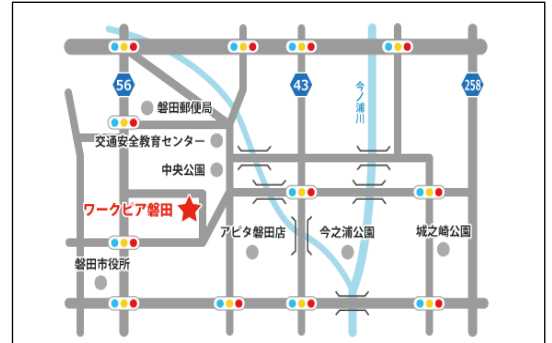 56
43
258
今ノ浦川
磐田郵便局
交通安全教育センター
中央公園
ワークピア磐田
アピタ磐田店
今之浦公園
城之崎公園
磐田市役所